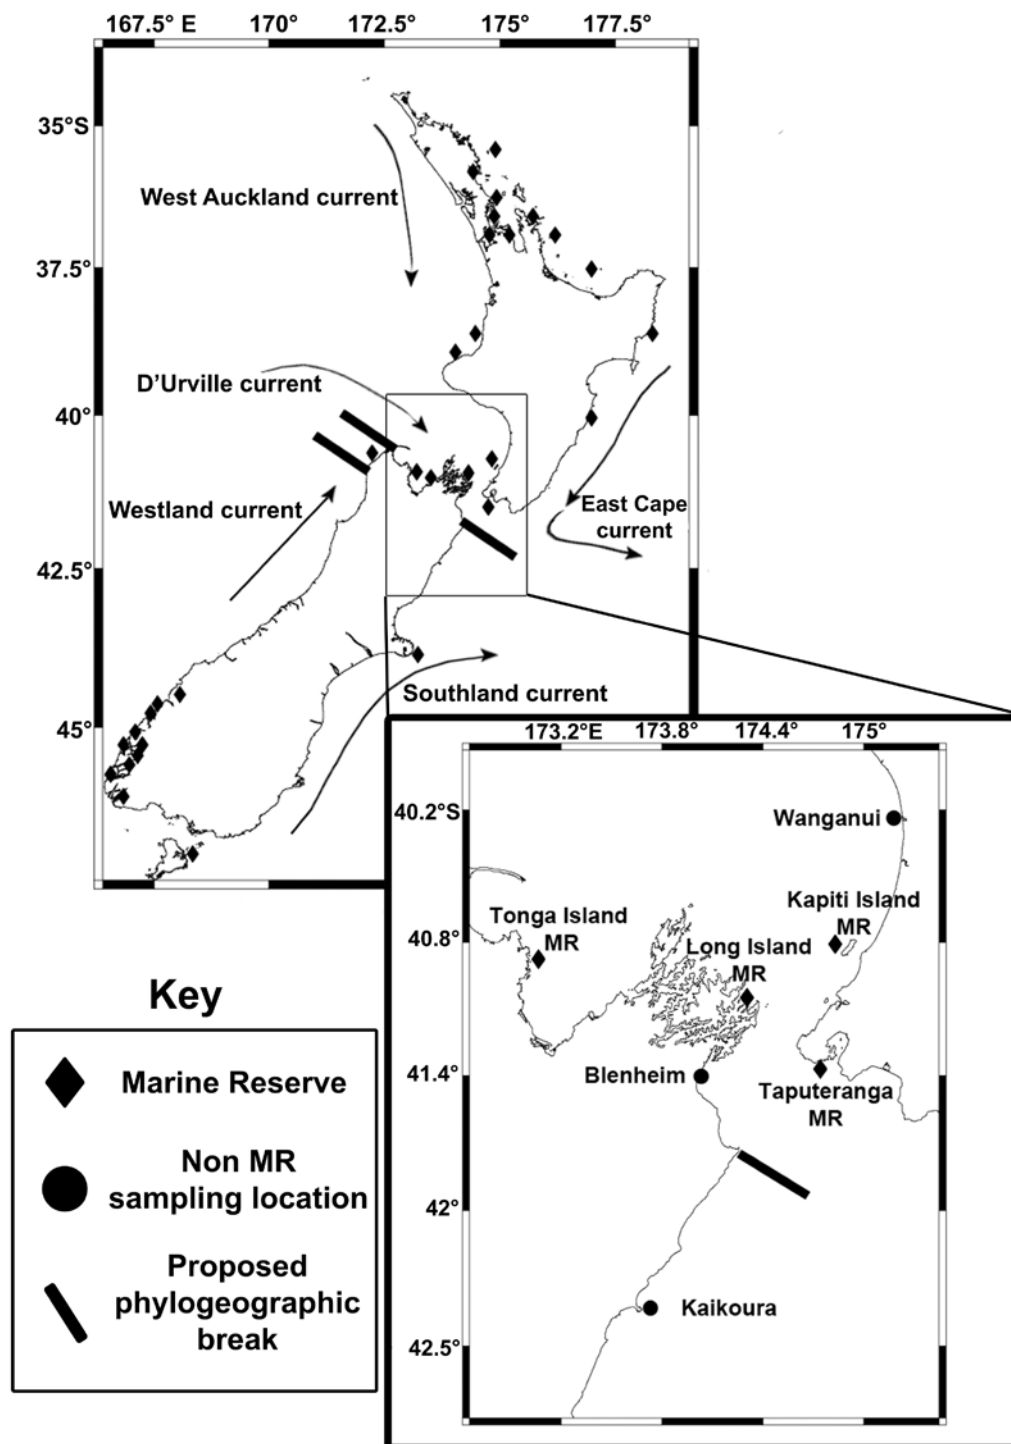 167.5° E 170° 172.5° 175° 177.5°
35°S
West Auckland current
37.5°
D'Urville current
40°
Westland current
East Cape
current
42.5°
Southland current
45°
173.2°E 173.8° 174.4° 175°
40.2°S
Wanganui
Kapiti Island
MR
Tonga Island
MR
40.8°
Long Island
MR
41.4°
Blenheim
Taputeranga
MR
42°
Kaikoura
42.5°
Key
Marine Reserve
Non MR
sampling location
Proposed
phylogeographic
break